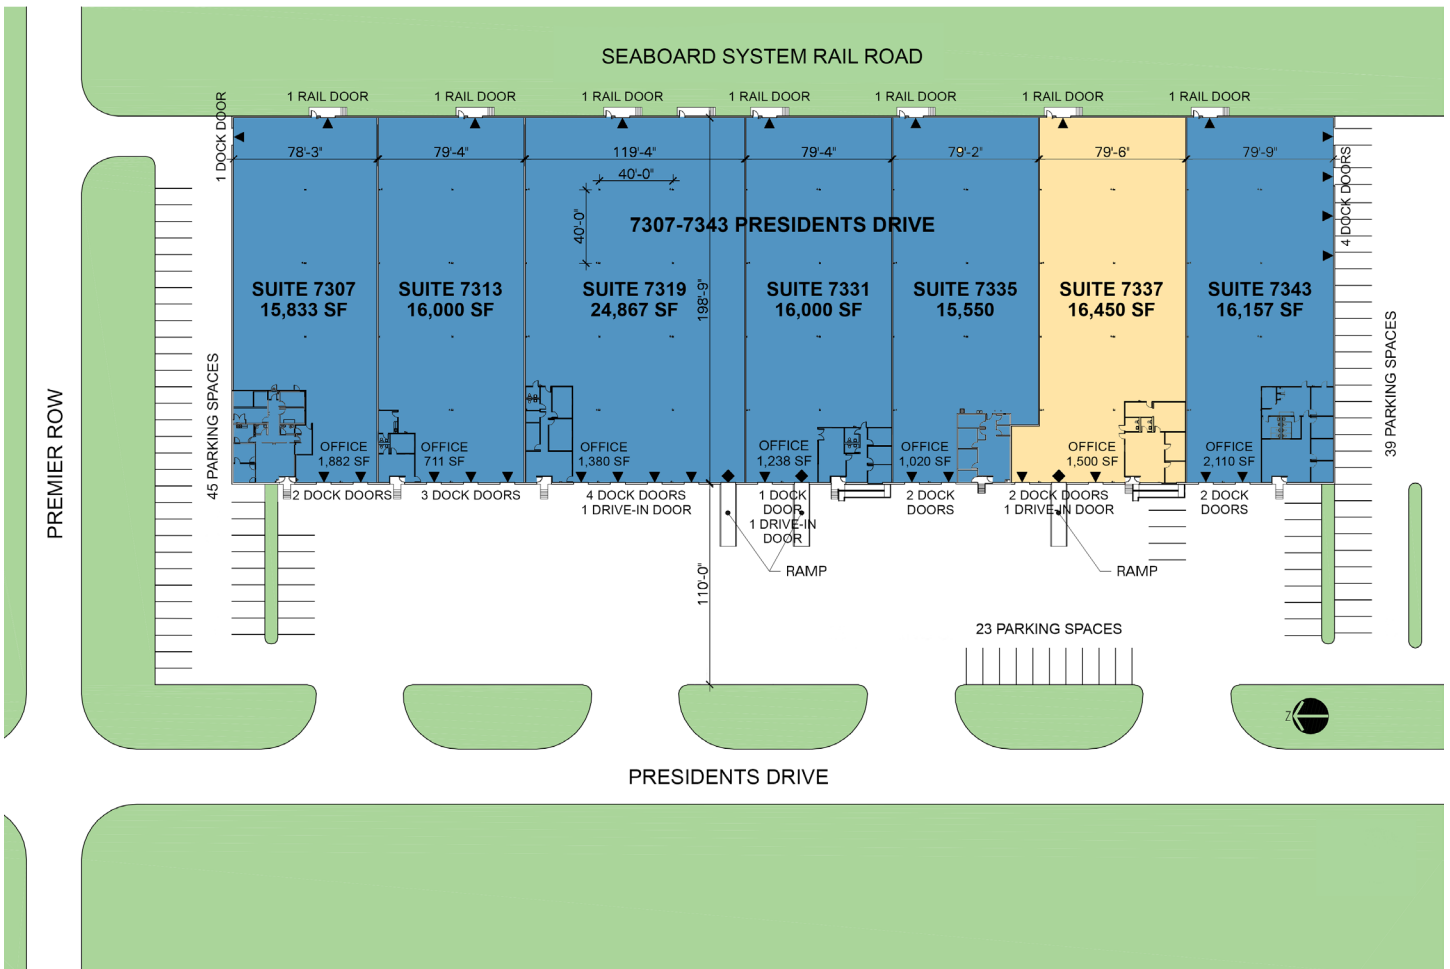 SEABOARD SYSTEM RAIL ROAD
1 RAIL DOOR
1 RAIL DOOR
1 RAIL DOOR
1 RAIL DOOR
1 RAIL DOOR
1 RAIL DOOR
1 RAIL DOOR
1 DOCK DOOR
78'-3"
79'-4"
119'-4"
79'-4"
79'-2"
79'-6"
79'-9"
40'-0"
40'-0"
198'-9"
4 DOCK DOORS
7307-7343 PRESIDENTS DRIVE
SUITE 7307
15,833 SF
SUITE 7313
16,000 SF
SUITE 7319
24,867 SF
SUITE 7331
16,000 SF
SUITE 7335
15,550
SUITE 7337
16,450 SF
SUITE 7343
16,157 SF
45 PARKING SPACES
39 PARKING SPACES
PREMIER ROW
OFFICE
1,882 SF
OFFICE
711 SF
OFFICE
1,380 SF
OFFICE
1,238 SF
OFFICE
1,020 SF
OFFICE
1,500 SF
OFFICE
2,110 SF
2 DOCK DOORS
3 DOCK DOORS
4 DOCK DOORS
1 DRIVE-IN DOOR
1 DOCK
DOOR
1 DRIVE-IN
DOOR
2 DOCK
DOORS
2 DOCK DOORS
1 DRIVE-IN DOOR
2 DOCK
DOORS
RAMP
RAMP
110'-0"
23 PARKING SPACES
Z
PRESIDENTS DRIVE